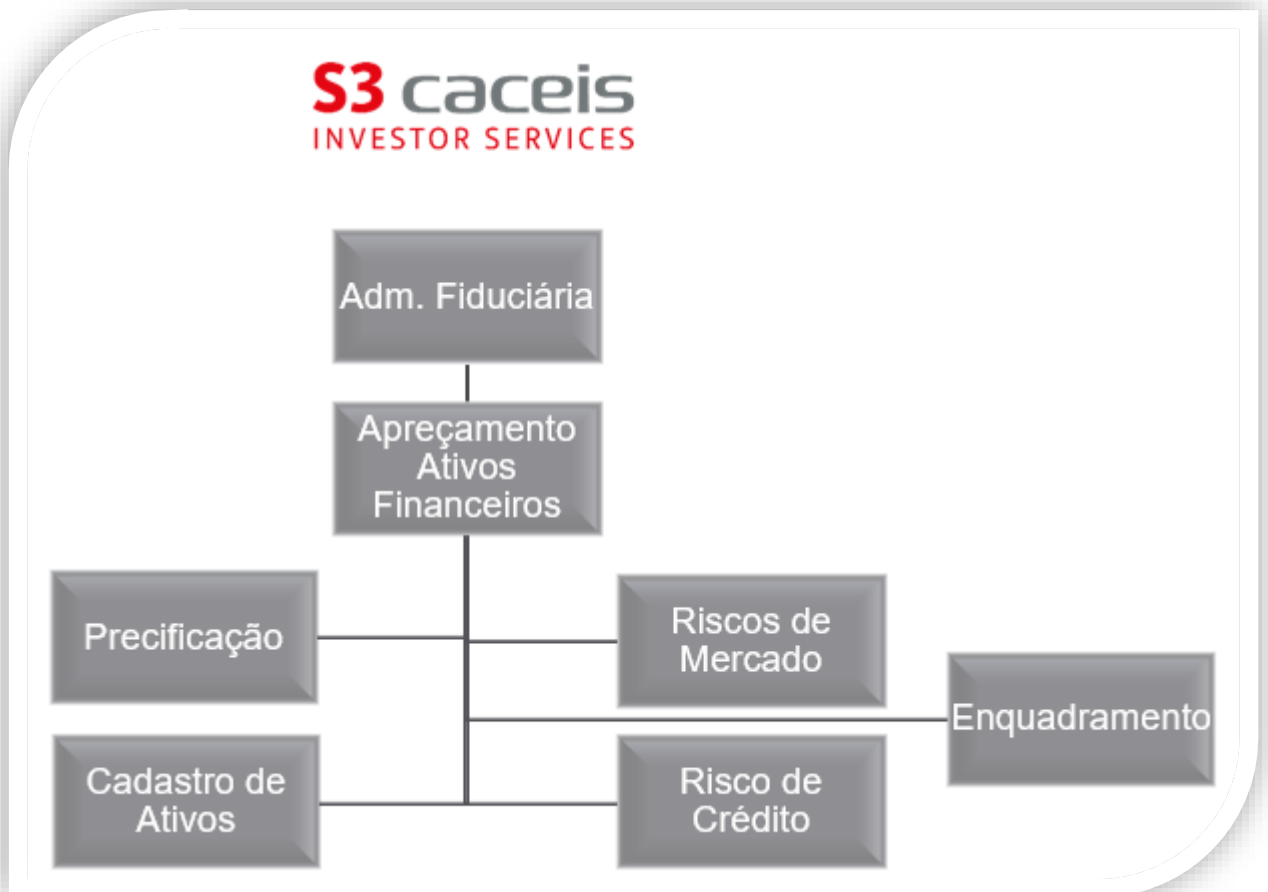 S3 caceis
INVESTOR SERVICES
Adm. Fiduciária
Apreçamento
Ativos
Financeiros
Precificação
Riscos de
Mercado
Enquadramento
Cadastro de
Ativos
Risco de
Crédito